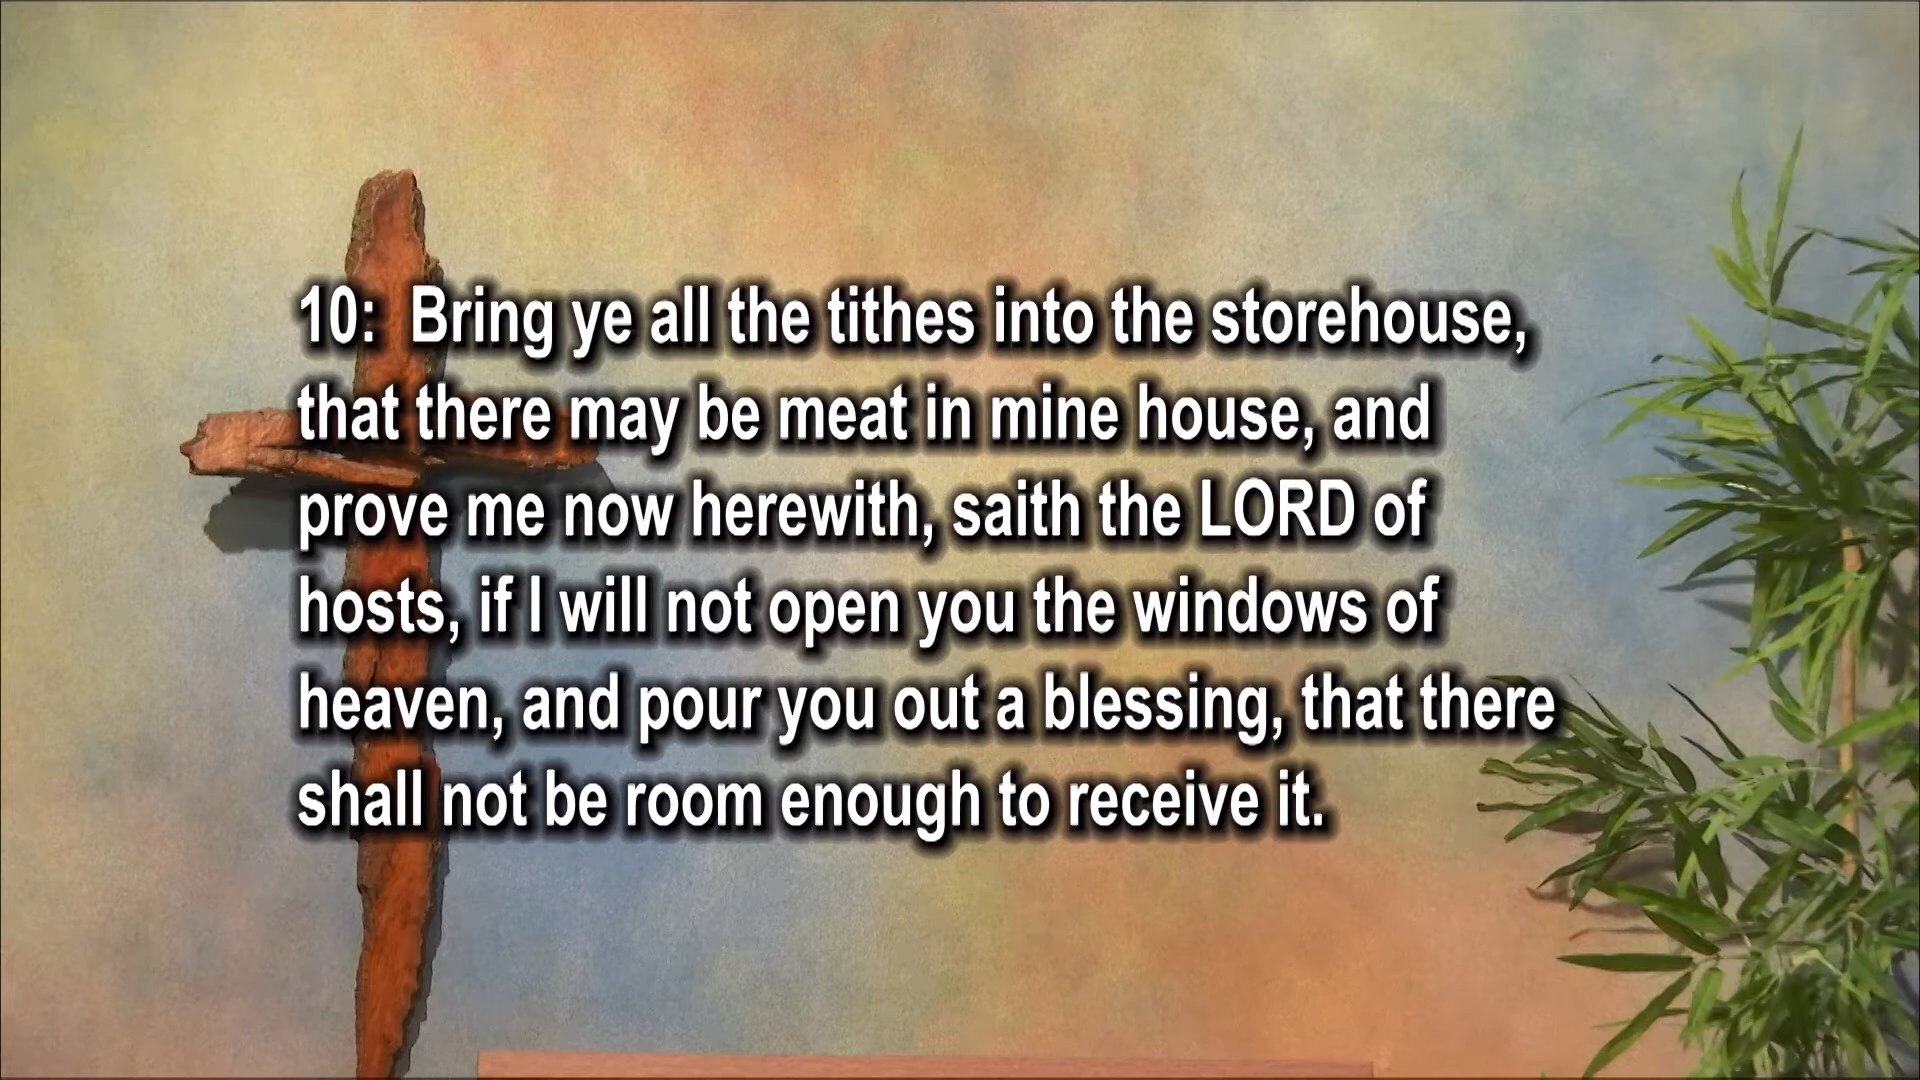 10:  Bring ye all the tithes into the storehouse,
that there may be meat in mine house, and
prove me now herewith, saith the LORD of
hosts, if I will not open you the windows of
heaven, and pour you out a blessing, that there
shall not be room enough to receive it.